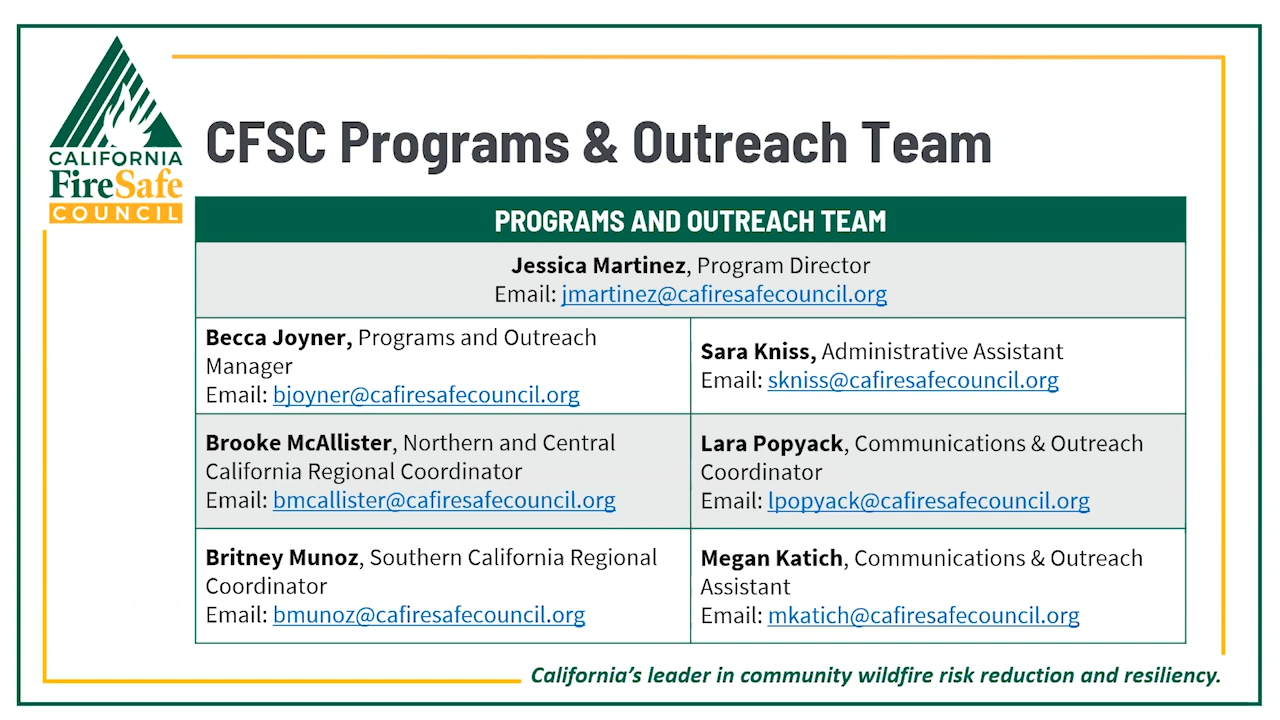 CALIFORNIA
FireSafe
COUNCIL
CFSC Programs & Outreach Team
PROGRAMS AND OUTREACH TEAM
Jessica Martinez, Program Director
Email: jmartinez@cafiresafecouncil.org
Becca Joyner, Programs and Outreach
Manager
Email: bjoyner@cafiresafecouncil.org
Sara Kniss, Administrative Assistant
Email: skniss@cafiresafecouncil.org
Brooke McAllister, Northern and Central
California Regional Coordinator
Email: bmcallister@cafiresafecouncil.org
Lara Popyack, Communications & Outreach
Coordinator
Email: lpopyack@cafiresafecouncil.org
Britney Munoz, Southern California Regional
Coordinator
Email: bmunoz@cafiresafecouncil.org
Megan Katich, Communications & Outreach
Assistant
Email: mkatich@cafiresafecouncil.org
California’s leader in community wildfire risk reduction and resiliency.